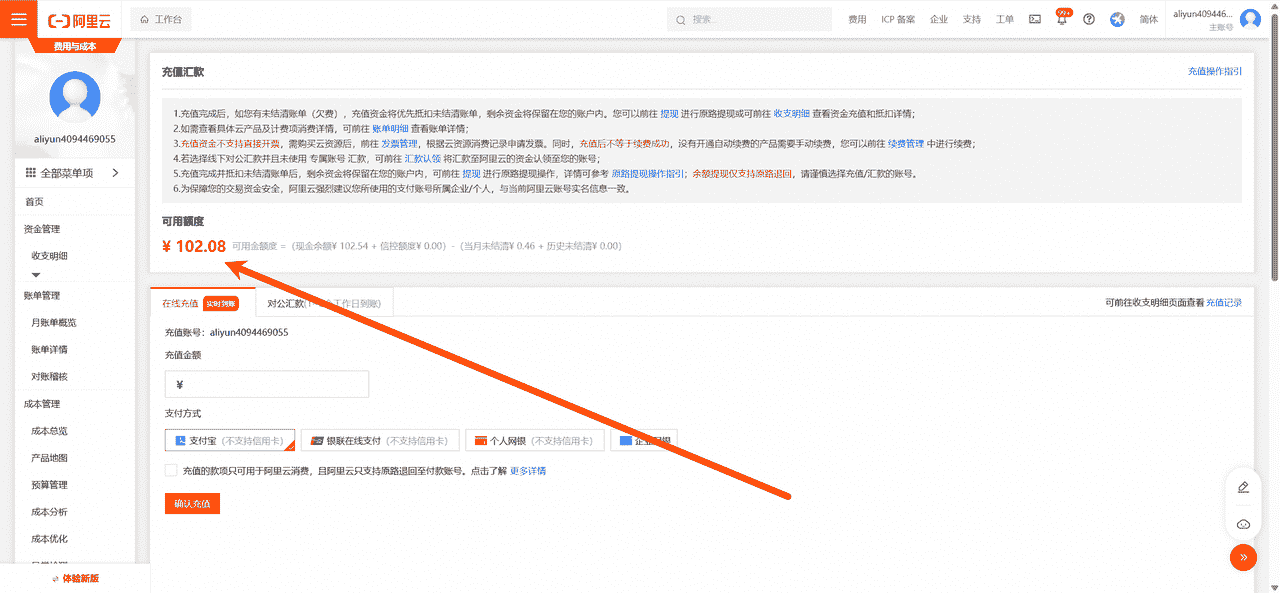 阿里云
工作台
搜索...
费用
ICP 备案
企业
支持
工单
99+
简体
aliyun409446...
主账号
费用与成本
aliyun4094469055
全部菜单项
首页
资金管理
收支明细
账单管理
月账单概览
账单详情
对账稽核
成本管理
成本总览
产品地图
预算管理
成本分析
成本优化
体验新版
充值汇款
充值操作指引
1.充值完成后，如您有未结清账单（欠费），充值资金将优先抵扣未结清账单，剩余资金将保留在您的账户内。您可以前往 提现 进行原路提现或可前往 收支明细 查看资金充值和抵扣详情；
2.如需查看具体云产品及计费项消费详情，可前往 账单明细 查看账单详情；
3.充值资金不支持直接开票，需购买云资源后，前往 发票管理，根据云资源消费记录申请发票。同时，充值后不等于续费成功，没有开通自动续费的产品需要手动续费，您可以前往 续费管理 中进行续费；
4.若选择线下对公汇款并且未使用 专属账号 汇款，可前往 汇款认领 将汇款至阿里云的资金认领至您的账号；
5.充值完成并抵扣未结清账单后，剩余资金将保留在您的账户内，可前往 提现 进行原路提现操作，详情可参考 原路提现操作指引；余额提现仅支持原路退回，请谨慎选择充值/汇款的账号。
6.为保障您的交易资金安全，阿里云强烈建议您所使用的支付账号所属企业/个人，与当前阿里云账号实名信息一致。
可用额度
¥ 102.08 可用金额度 =（现金余额¥ 102.54 + 信控额度¥ 0.00）-（当月未结清¥ 0.46 + 历史未结清¥ 0.00）
在线充值 实时到账
对公汇款 个工作日到账)
可前往收支明细页面查看 充值记录
充值账号：aliyun4094469055
充值金额
¥
支付方式
支付宝（不支持信用卡）
银联在线支付（不支持信用卡）
个人网银（不支持信用卡）
企业网银
充值的款项只可用于阿里云消费，且阿里云只支持原路退回至付款账号。点击了解 更多详情
确认充值